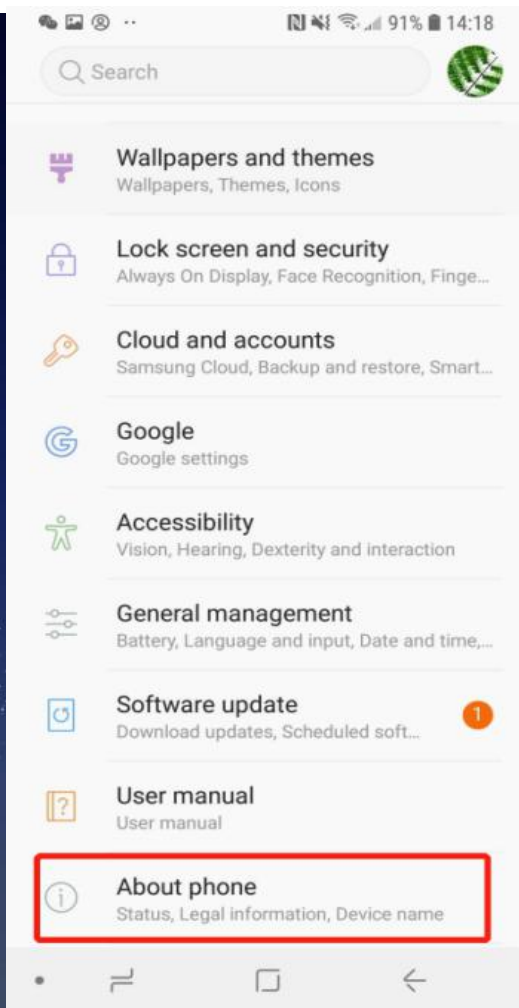 91% 14:18
Search
Wallpapers and themes
Wallpapers, Themes, Icons
Lock screen and security
Always On Display, Face Recognition, Finge...
Cloud and accounts
Samsung Cloud, Backup and restore, Smart...
Google
Google settings
Accessibility
Vision, Hearing, Dexterity and interaction
General management
Battery, Language and input, Date and time,...
Software update
1
Download updates, Scheduled soft...
User manual
User manual
About phone
Status, Legal information, Device name